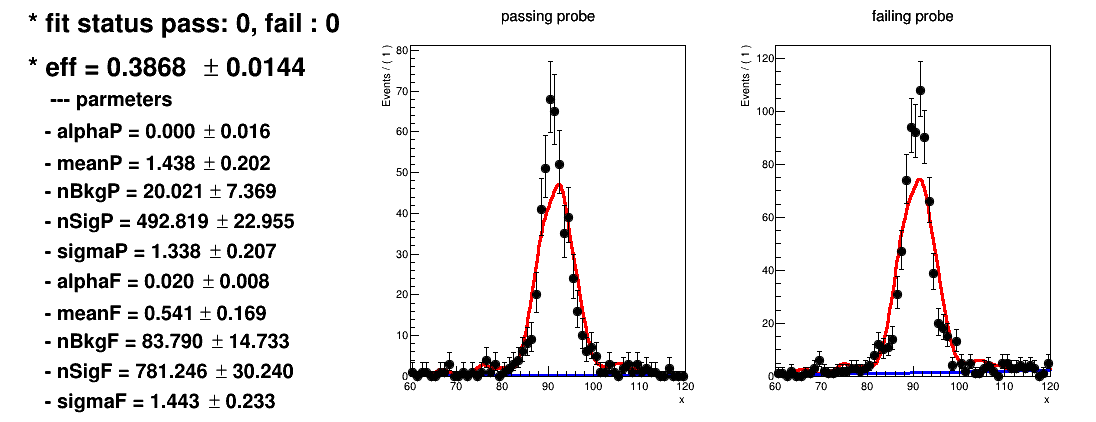 * fit status pass: 0, fail : 0
* eff = 0.3868 ± 0.0144
--- parmeters
- alphaP = 0.000 ± 0.016
- meanP = 1.438 ± 0.202
- nBkgP = 20.021 ± 7.369
- nSigP = 492.819 ± 22.955
- sigmaP = 1.338 ± 0.207
- alphaF = 0.020 ± 0.008
- meanF = 0.541 ± 0.169
- nBkgF = 83.790 ± 14.733
- nSigF = 781.246 ± 30.240
- sigmaF = 1.443 ± 0.233
passing probe
Events / ( 1 )
80
70
60
50
40
30
20
10
0
60 70 80 90 100 110 120
x
failing probe
Events / ( 1 )
120
100
80
60
40
20
0
60 70 80 90 100 110 120
x